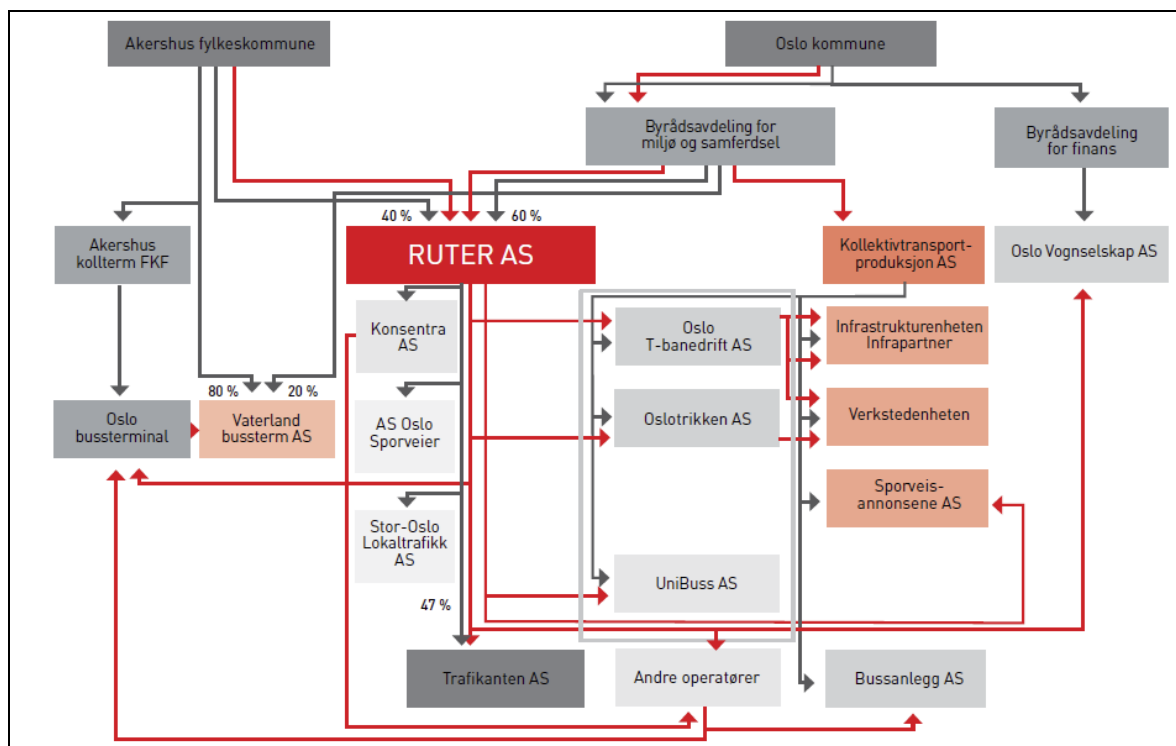 Akershus fylkeskommune
Oslo kommune
Byrådsavdeling for
miljø og samferdsel
Byrådsavdeling
for finans
40 %
60 %
Akershus
kollterm FKF
RUTER AS
Kollektivtransport-
produksjon AS
Oslo Vognselskap AS
Konsentra
AS
Oslo
T-banedrift AS
Infrastrukturenheten
Infrapartner
80 %
20 %
Oslo
bussterminal
Vaterland
bussterm AS
AS Oslo
Sporveier
Oslotrikken AS
Verkstedenheten
Sporveis-
annonsene AS
Stor-Oslo
Lokaltrafikk
AS
UniBuss AS
47 %
Trafikanten AS
Andre operatører
Bussanlegg AS